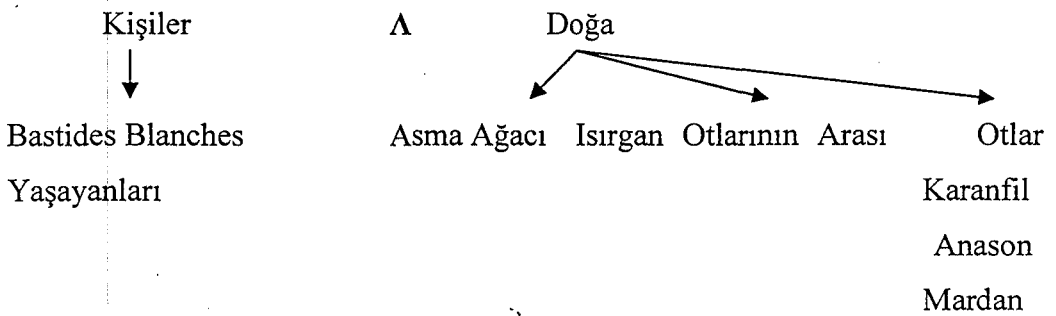 Kişiler Λ Doğa
Bastides Blanches Asma Ağacı Isırgan Otlarının Arası Otlar
Yaşayanları Karanfil
Anason
Mardan